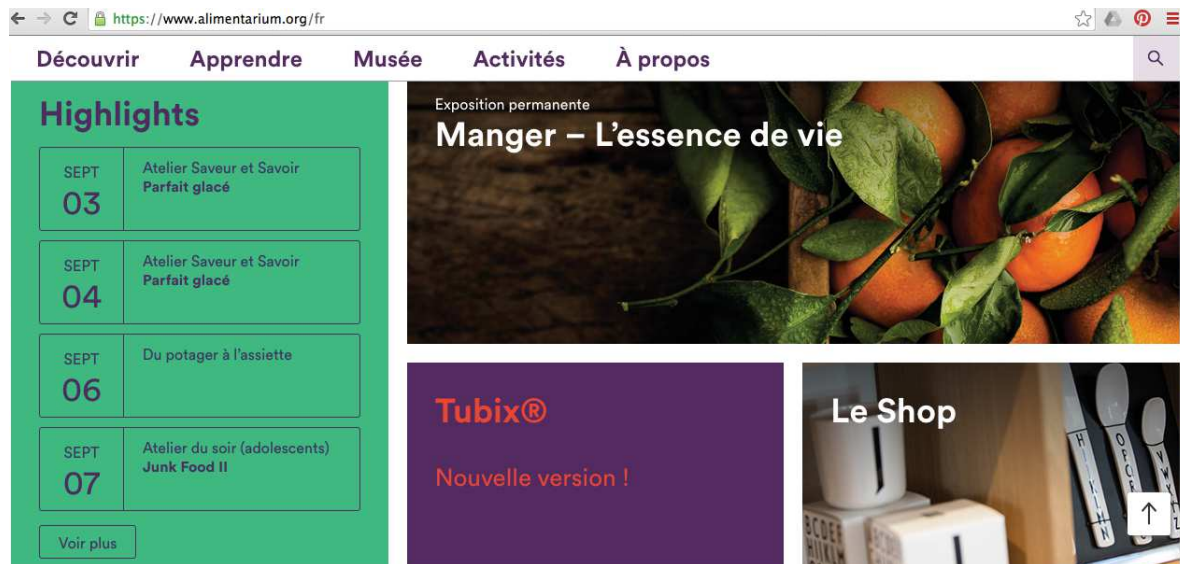 https://www.alimentarium.org/fr
Découvrir Apprendre Musée Activités À propos
Highlights
SEPT
03
Atelier Saveur et Savoir
Parfait glacé
SEPT
04
Atelier Saveur et Savoir
Parfait glacé
SEPT
06
Du potager à l'assiette
SEPT
07
Atelier du soir (adolescents)
Junk Food II
Voir plus
Exposition permanente
Manger – L'essence de vie
Tubix®
Nouvelle version !
Le Shop